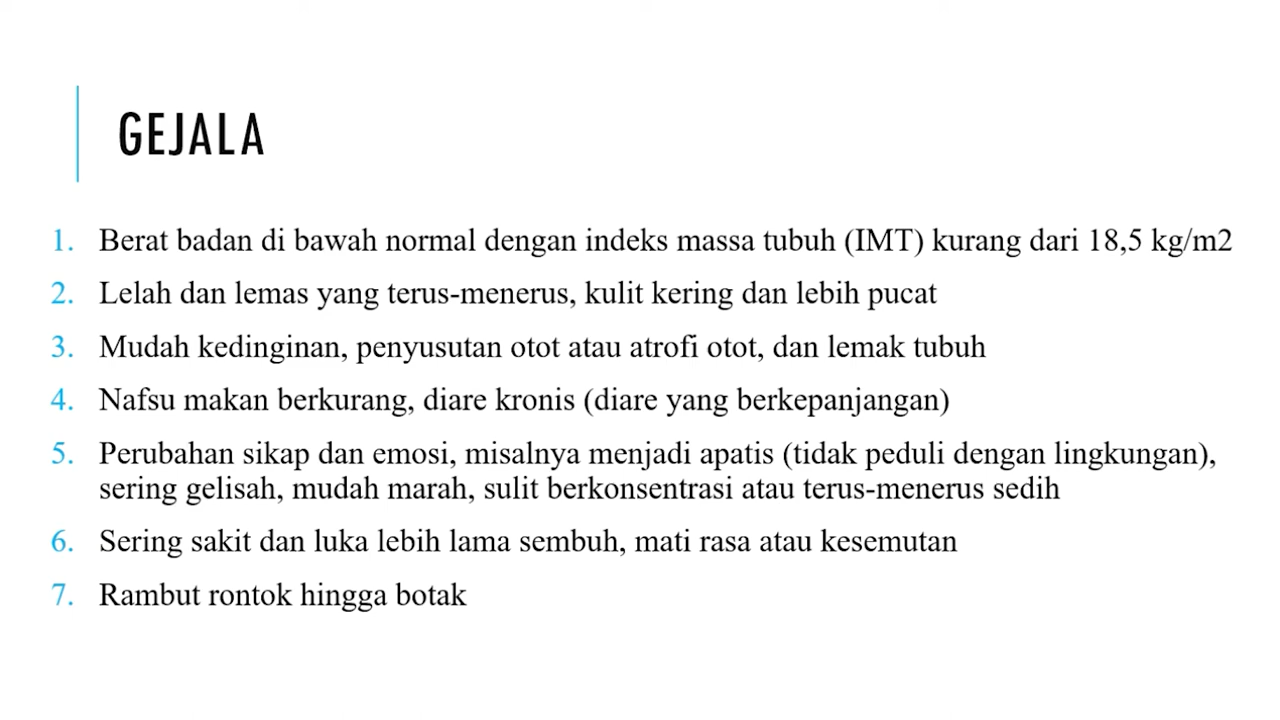 GEJALA
1. Berat badan di bawah normal dengan indeks massa tubuh (IMT) kurang dari 18,5 kg/m2
2. Lelah dan lemas yang terus-menerus, kulit kering dan lebih pucat
3. Mudah kedinginan, penyusutan otot atau atrofi otot, dan lemak tubuh
4. Nafsu makan berkurang, diare kronis (diare yang berkepanjangan)
5. Perubahan sikap dan emosi, misalnya menjadi apatis (tidak peduli dengan lingkungan),
sering gelisah, mudah marah, sulit berkonsentrasi atau terus-menerus sedih
6. Sering sakit dan luka lebih lama sembuh, mati rasa atau kesemutan
7. Rambut rontok hingga botak